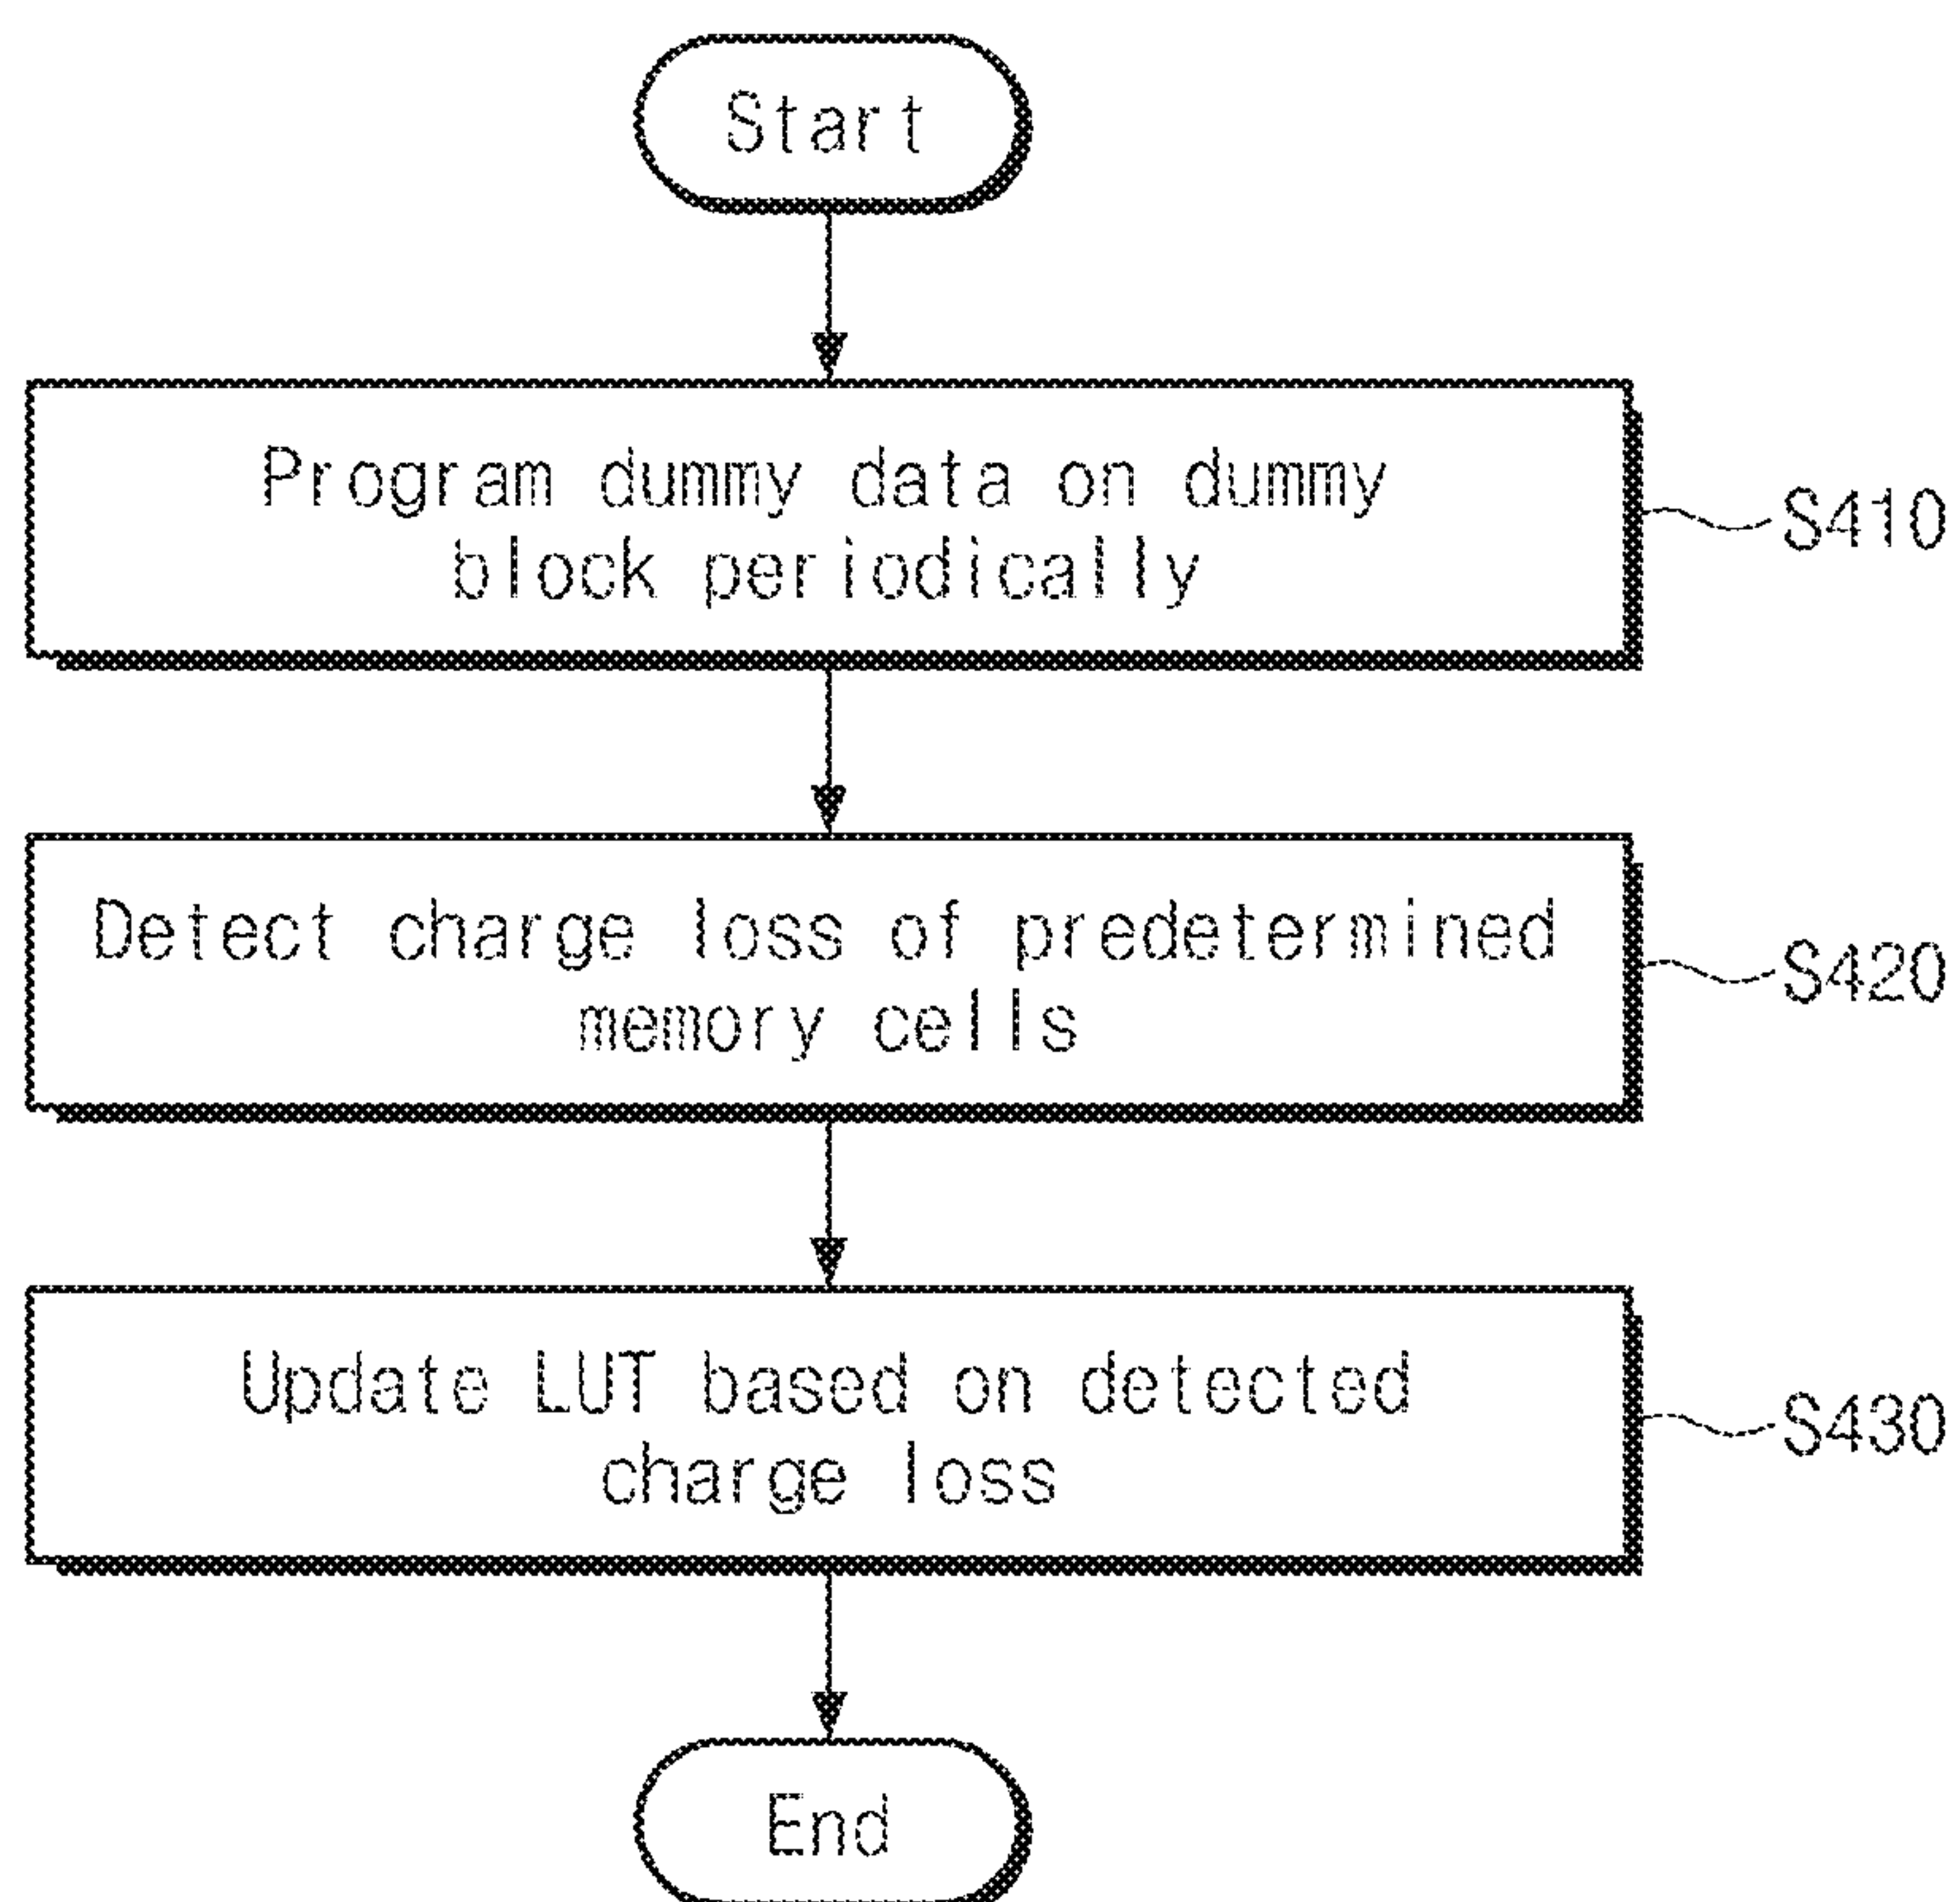 Start
Program dummy data on dummy
block periodically
S410
Detect charge loss of predetermined
memory cells
S420
Update LUT based on detected
charge loss
S430
End